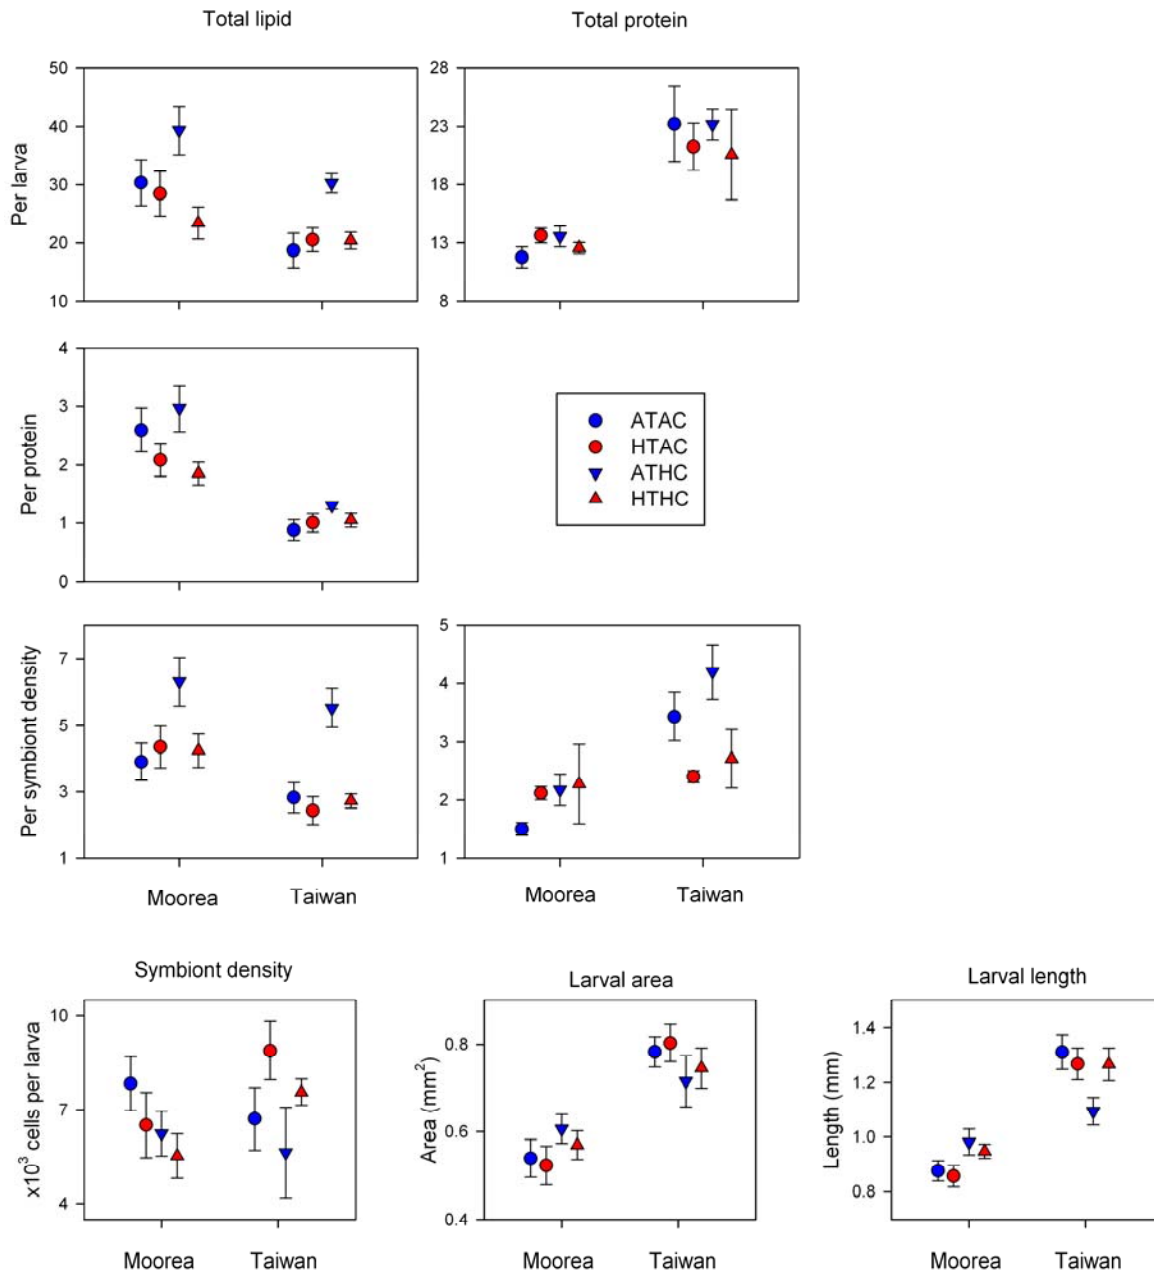 Total lipid
Total protein
Per larva
50
40
30
20
10
28
23
18
13
8
Per protein
4
3
2
1
0
ATAC
HTAC
ATHC
HTHC
Per symbiont density
7
5
3
1
Moorea
Taiwan
5
4
3
2
1
Moorea
Taiwan
Symbiont density
x10³ cells per larva
10
7
4
Moorea
Taiwan
Larval area
Area (mm²)
0.8
0.6
0.4
Moorea
Taiwan
Larval length
Length (mm)
1.4
1.2
1.0
0.8
Moorea
Taiwan